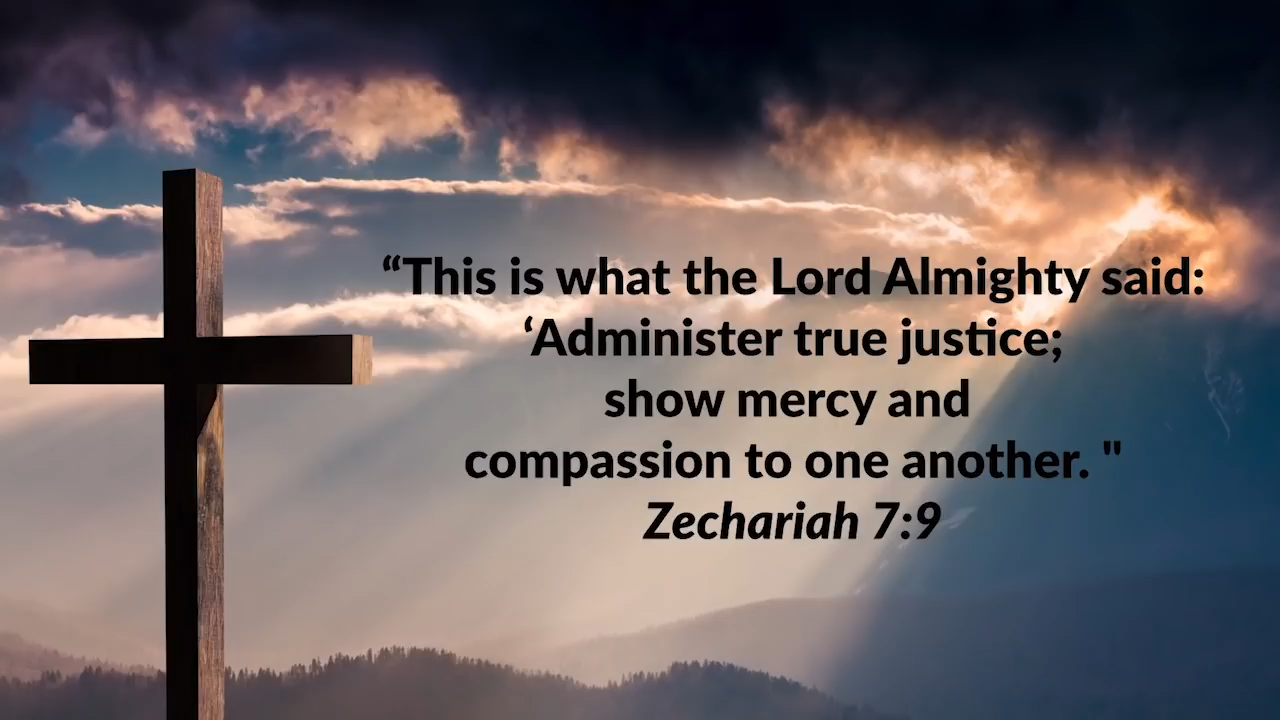 “This is what the Lord Almighty said:
‘Administer true justice;
show mercy and
compassion to one another. "
Zechariah 7:9